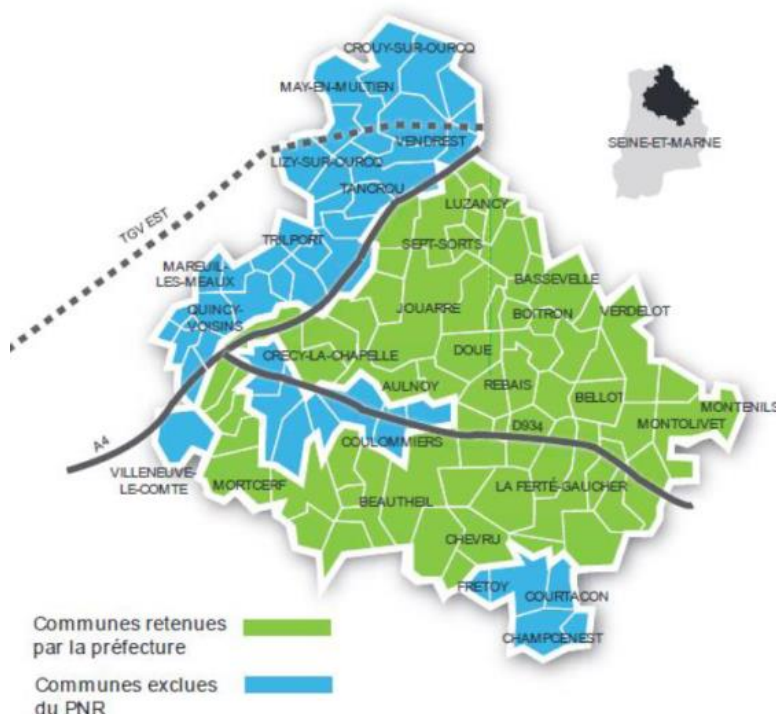 CROUY-SUR-OURCQ
MAY-EN-MULTIEN
SEINE-ET-MARNE
VENDREST
LIZY-SUR-OURCQ
TANCROU
LUZANCY
TGV EST
TRILPORT
SEPT-SORTS
MAREUIL-
LES-MEAUX
BASSEVELLE
QUINCY-
VOISINS
JOUARRE
BOITRON
VERDELOT
CRECY-LA-CHAPELLE
DOUE
AULNOY
REBAIS
BELLOT
MONTENILS
MONTOLIVET
D934
A4
COULOMMIERS
VILLENEUVE-
LE-COMTE
MORTCERF
BEAUTHEIL
LA FERTÉ-GAUCHER
CHEVRU
FRETOY
COURTACON
CHAMPCENEST
Communes retenues
par la préfecture
Communes exclues
du PNR